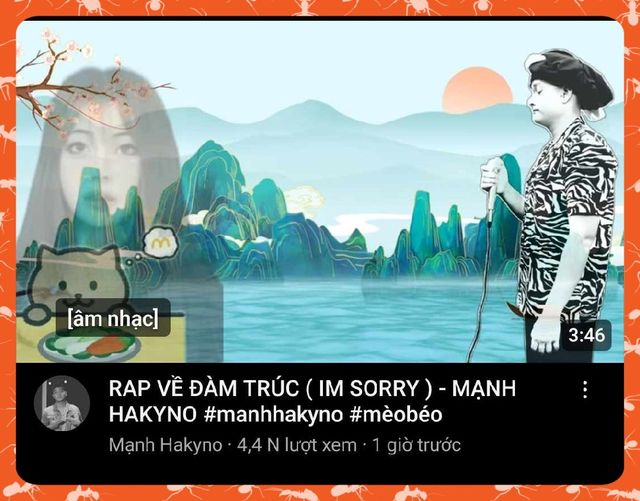 [âm nhạc]
3:46
RAP VỀ ĐÀM TRÚC ( IM SORRY ) - MẠNH
HAKYNO #manhhakyno #mèobéo
Mạnh Hakyno · 4,4 N lượt xem · 1 giờ trước